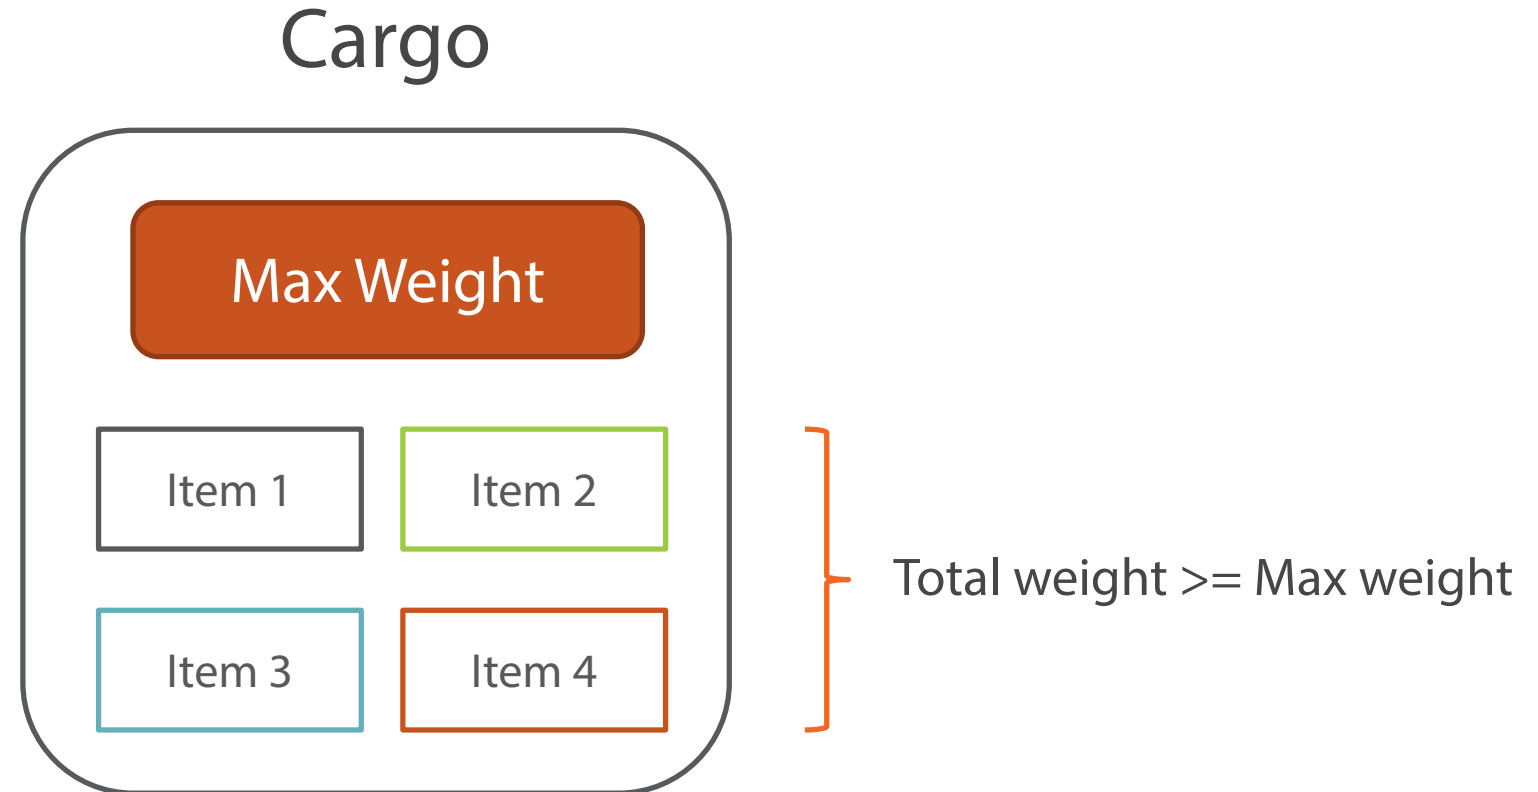 Cargo
Max Weight
Item 1
Item 2
Item 3
Item 4
Total weight >= Max weight